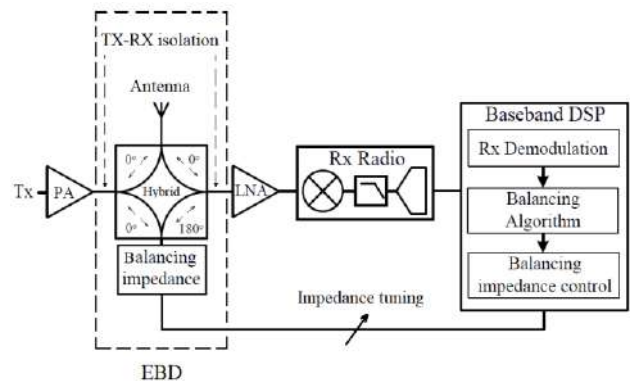 TX-RX isolation
Antenna
0°
0°
Hybrid
0°
180°
Tx
PA
LNA
Balancing
impedance
EBD
Rx Radio
Baseband DSP
Rx Demodulation
Balancing
Algorithm
Balancing
impedance control
Impedance tuning